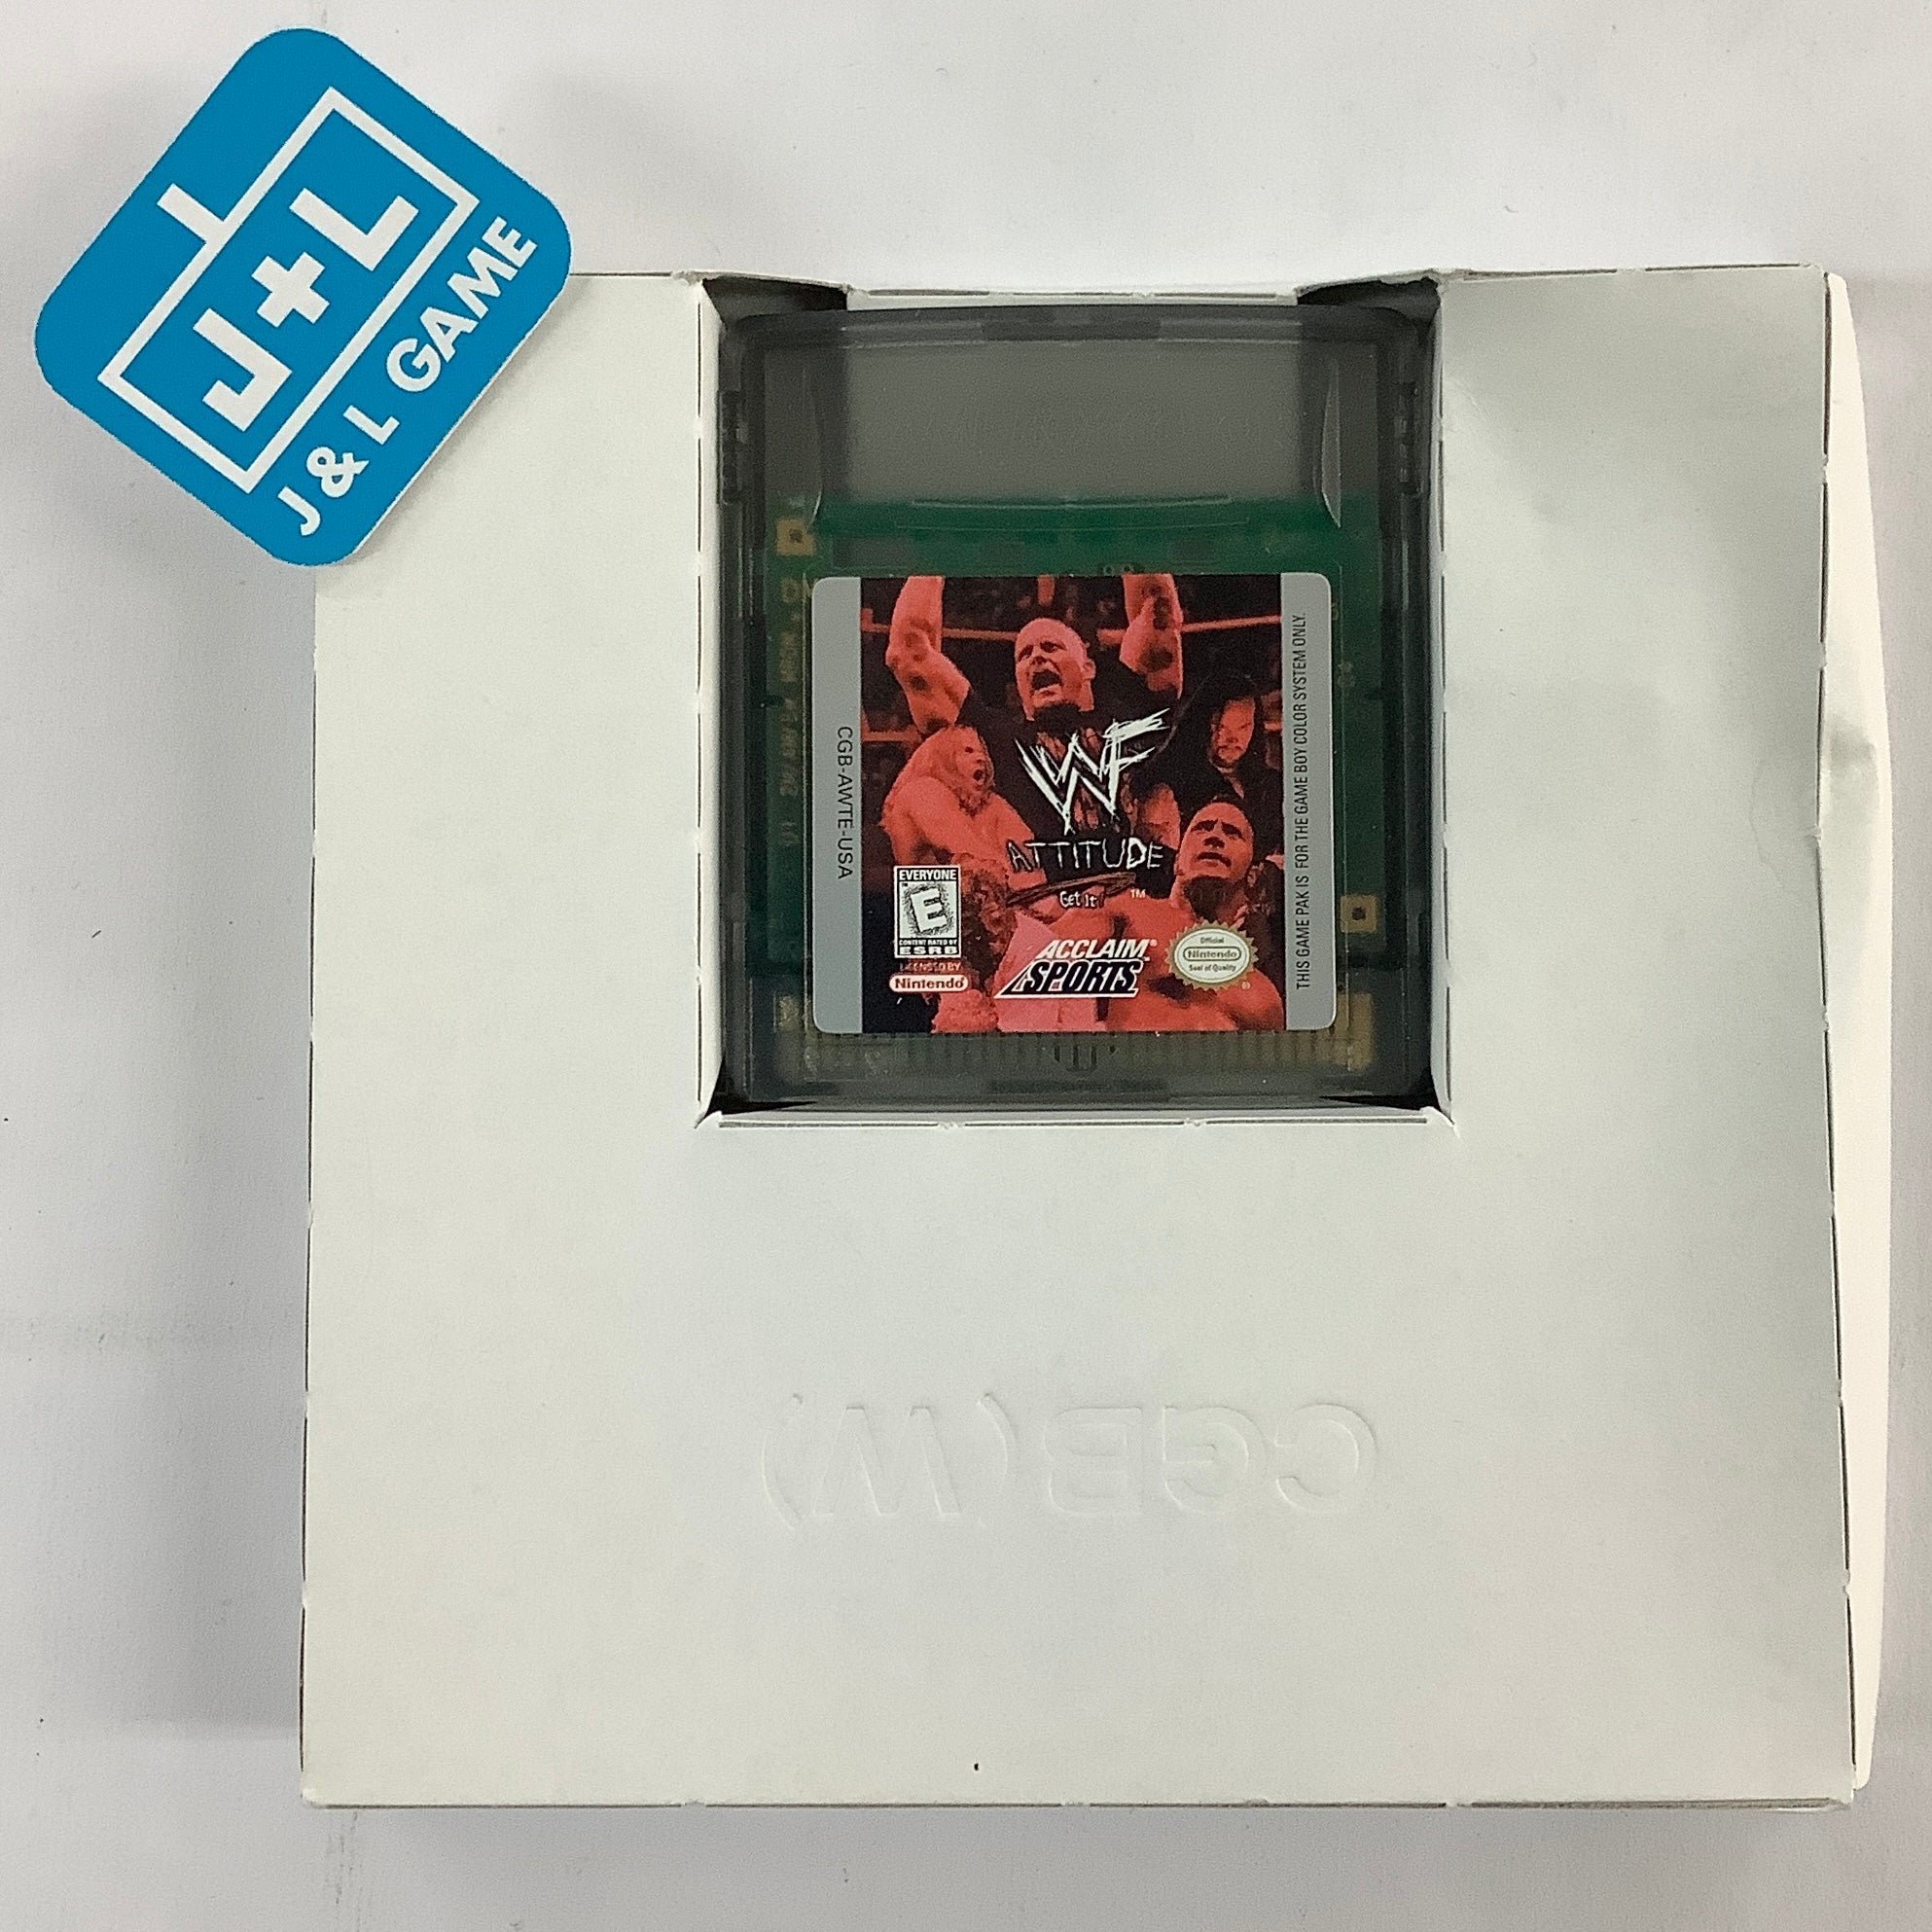 J+L
J & L GAME
CGB-AWTE-USA
WF
ATTITUDE
Get It!
TM
EVERYONE
E
CONTENT RATED BY
ESRB
LICENSED BY
Nintendo
ACCLAIM®
SPORTS
Official
Nintendo
Seal of Quality
®
THIS GAME PAK IS FOR THE GAME BOY COLOR SYSTEM ONLY.
CGB(W)